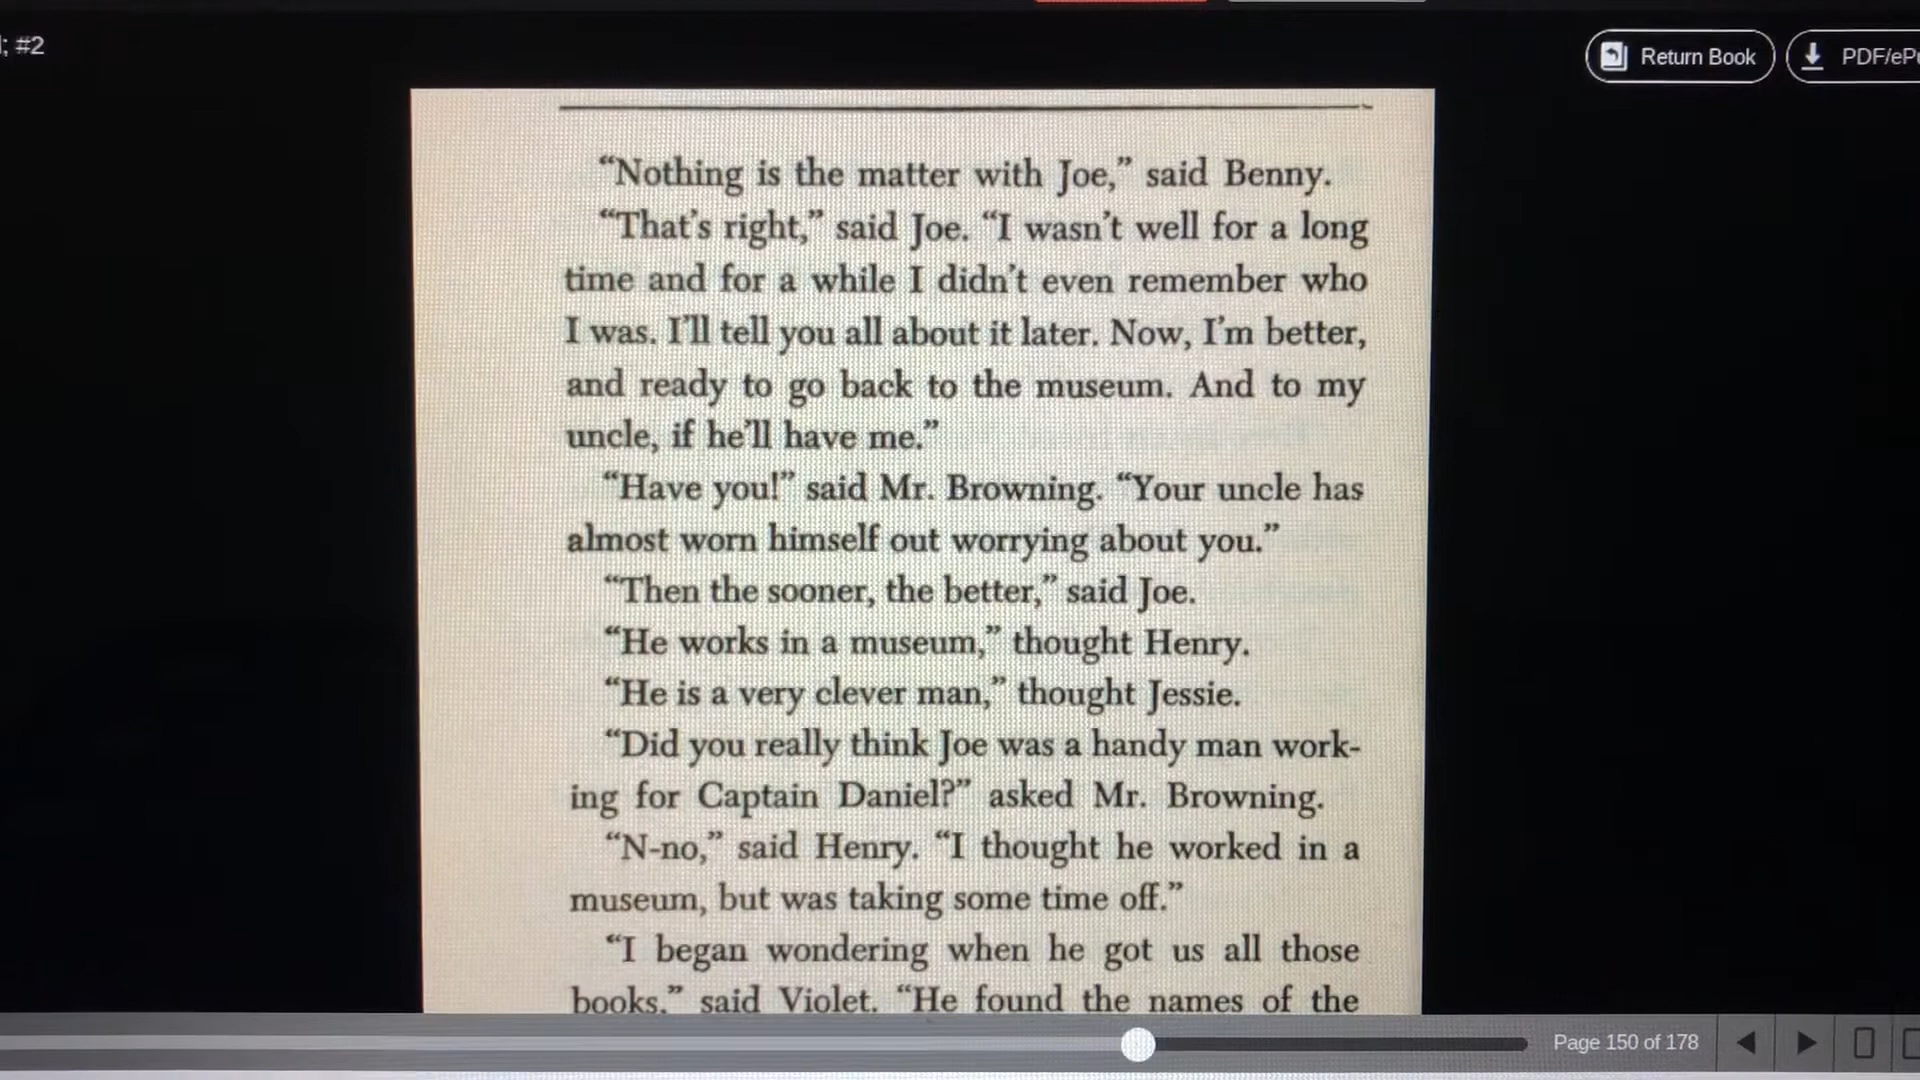 ; #2
Return Book
“Nothing is the matter with Joe,” said Benny.
“That’s right,” said Joe. “I wasn’t well for a long
time and for a while I didn’t even remember who
I was. I’ll tell you all about it later. Now, I’m better,
and ready to go back to the museum. And to my
uncle, if he’ll have me.”
“Have you!” said Mr. Browning. “Your uncle has
almost worn himself out worrying about you.”
“Then the sooner, the better,” said Joe.
“He works in a museum,” thought Henry.
“He is a very clever man,” thought Jessie.
“Did you really think Joe was a handy man work-
ing for Captain Daniel?” asked Mr. Browning.
“N-no,” said Henry. “I thought he worked in a
museum, but was taking some time off.”
“I began wondering when he got us all those
books,” said Violet. “He found the names of the
Page 150 of 178